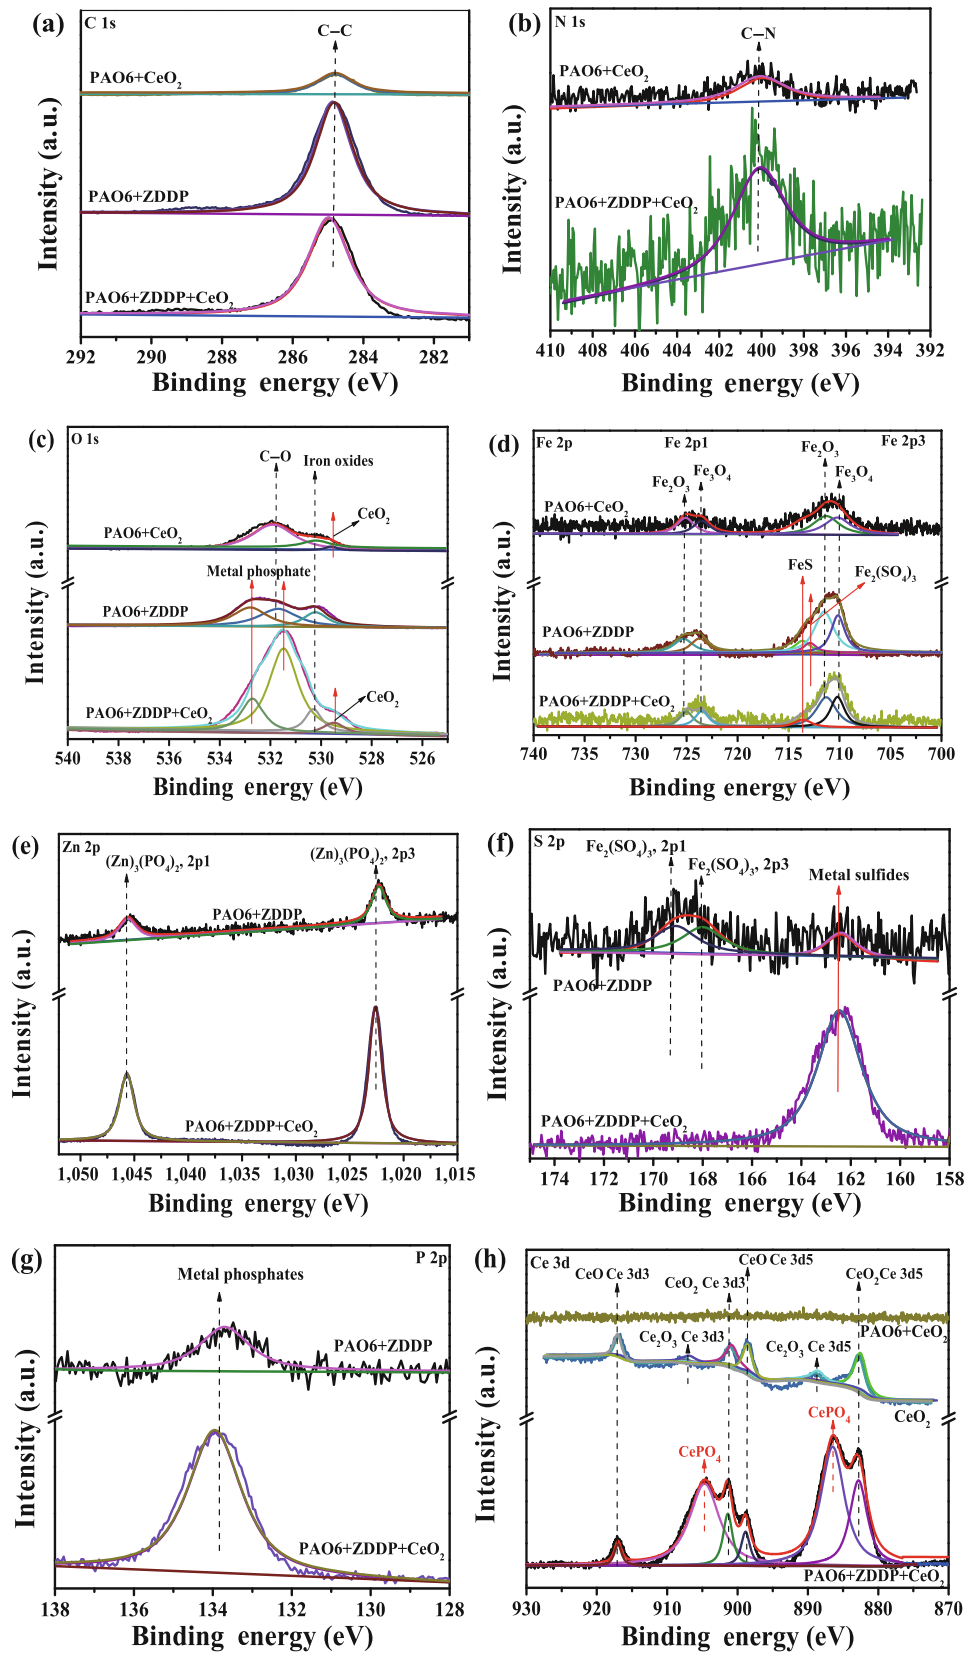 (a) C 1s
C–C
PAO6+CeO₂
PAO6+ZDDP
PAO6+ZDDP+CeO₂
Intensity (a.u.)
292 290 288 286 284 282
Binding energy (eV)
(b) N 1s
C–N
PAO6+CeO₂
PAO6+ZDDP+CeO₂
Intensity (a.u.)
410 408 406 404 402 400 398 396 394 392
Binding energy (eV)
(c) O 1s
C–O Iron oxides
CeO₂
PAO6+CeO₂
Metal phosphate
PAO6+ZDDP
CeO₂
PAO6+ZDDP+CeO₂
Intensity (a.u.)
540 538 536 534 532 530 528 526
Binding energy (eV)
(d) Fe 2p Fe 2p1 Fe 2p3
Fe₂O₃ Fe₃O₄ Fe₂O₃ Fe₃O₄
PAO6+CeO₂
FeS Fe₂(SO₄)₃
PAO6+ZDDP
PAO6+ZDDP+CeO₂
Intensity (a.u.)
740 735 730 725 720 715 710 705 700
Binding energy (eV)
(e) Zn 2p
(Zn)₃(PO₄)₂, 2p1 (Zn)₃(PO₄)₂, 2p3
PAO6+ZDDP
PAO6+ZDDP+CeO₂
Intensity (a.u.)
1,050 1,045 1,040 1,035 1,030 1,025 1,020 1,015
Binding energy (eV)
(f) S 2p
Fe₂(SO₄)₃, 2p1
Fe₂(SO₄)₃, 2p3
Metal sulfides
PAO6+ZDDP
PAO6+ZDDP+CeO₂
Intensity (a.u.)
174 172 170 168 166 164 162 160 158
Binding energy (eV)
(g) P 2p
Metal phosphates
PAO6+ZDDP
PAO6+ZDDP+CeO₂
Intensity (a.u.)
138 136 134 132 130 128
Binding energy (eV)
(h) Ce 3d
CeO Ce 3d3 CeO₂ Ce 3d3 CeO Ce 3d5 CeO₂Ce 3d5
PAO6+CeO₂
Ce₂O₃ Ce 3d3 Ce₂O₃ Ce 3d5
CeO₂
CePO₄ CePO₄
PAO6+ZDDP+CeO₂
Intensity (a.u.)
930 920 910 900 890 880 870
Binding energy (eV)